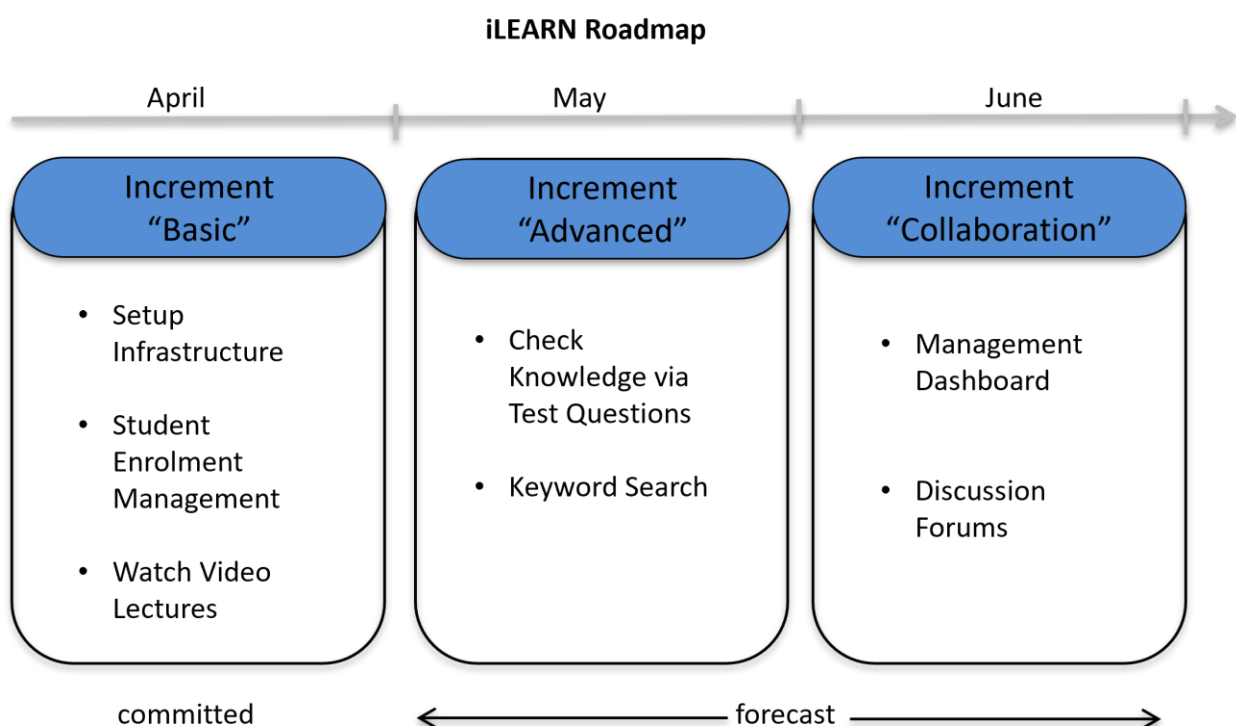 iLEARN Roadmap
April
May
June
Increment
“Basic”
• Setup
Infrastructure
• Student
Enrolment
Management
• Watch Video
Lectures
Increment
“Advanced”
• Check
Knowledge via
Test Questions
• Keyword Search
Increment
“Collaboration”
• Management
Dashboard
• Discussion
Forums
committed
forecast